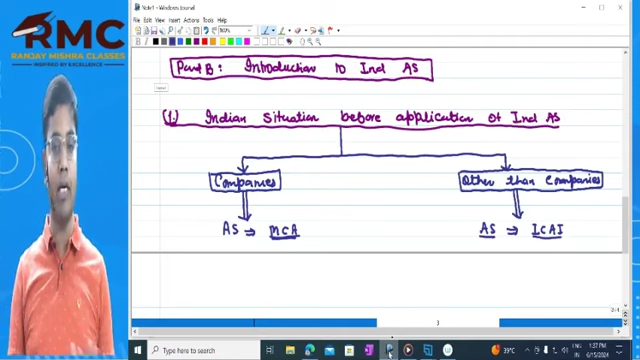 RMC
RANJAY MISHRA CLASSES
INSPIRED BY EXCELLENCE
Note1 - Windows Journal
File Edit View Insert Actions Tools Help
Part B: Introduction to Ind AS
(1.) Indian Situation before application of Ind AS
Companies
Other than Companies
AS ⇒ MCA
AS ⇒ ICAI
3
Type here to search
39°C
ENG
IN
1:37 PM
6/15/2024